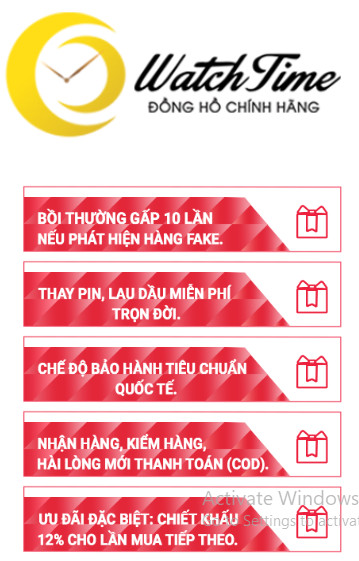 Watch Time
ĐỒNG HỒ CHÍNH HÃNG
BỒI THƯỜNG GẤP 10 LẦN
NẾU PHÁT HIỆN HÀNG FAKE.
THAY PIN, LAU DẦU MIỄN PHÍ
TRỌN ĐỜI.
CHẾ ĐỘ BẢO HÀNH TIÊU CHUẨN
QUỐC TẾ.
NHẬN HÀNG, KIỂM HÀNG,
HÀI LÒNG MỚI THANH TOÁN (COD).
Activate Windows
ƯU ĐÃI ĐẶC BIỆT: CHIẾT KHẤU
Settings to activat
12% CHO LẦN MUA TIẾP THEO.